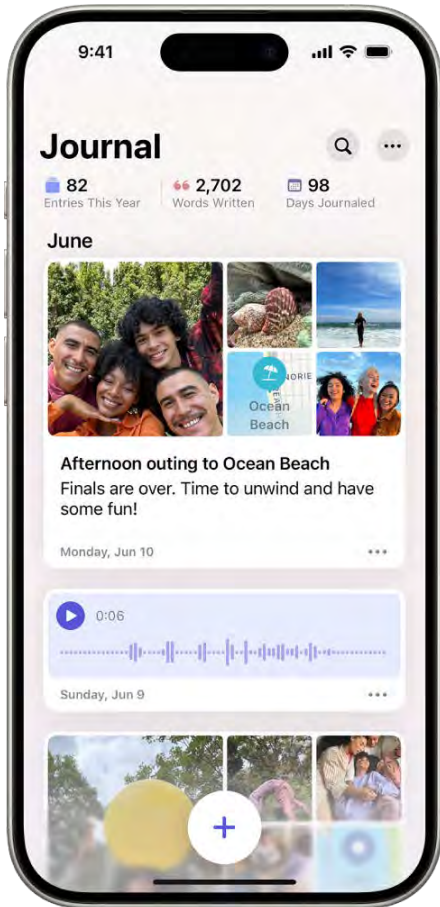 9:41
Journal
82
Entries This Year
2,702
Words Written
98
Days Journaled
June
NORIE
Ocean
Beach
Afternoon outing to Ocean Beach
Finals are over. Time to unwind and have
some fun!
Monday, Jun 10
0:06
Sunday, Jun 9